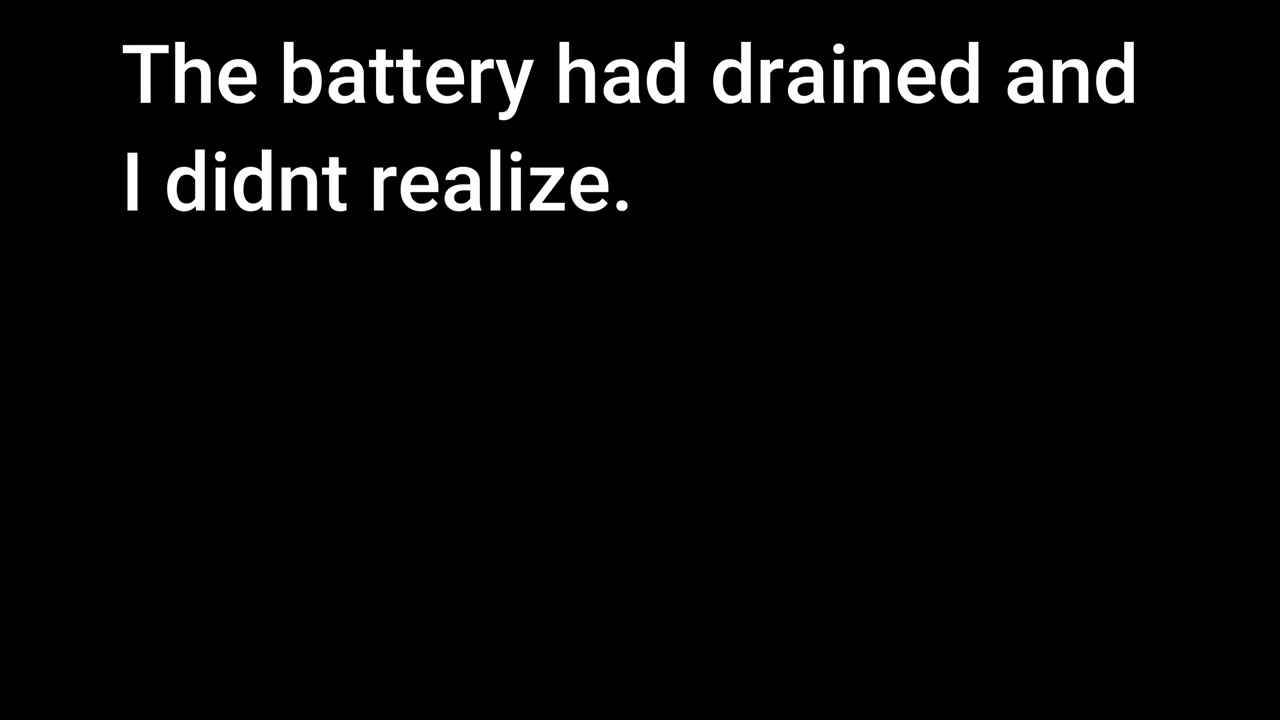 The battery had drained and
I didnt realize.